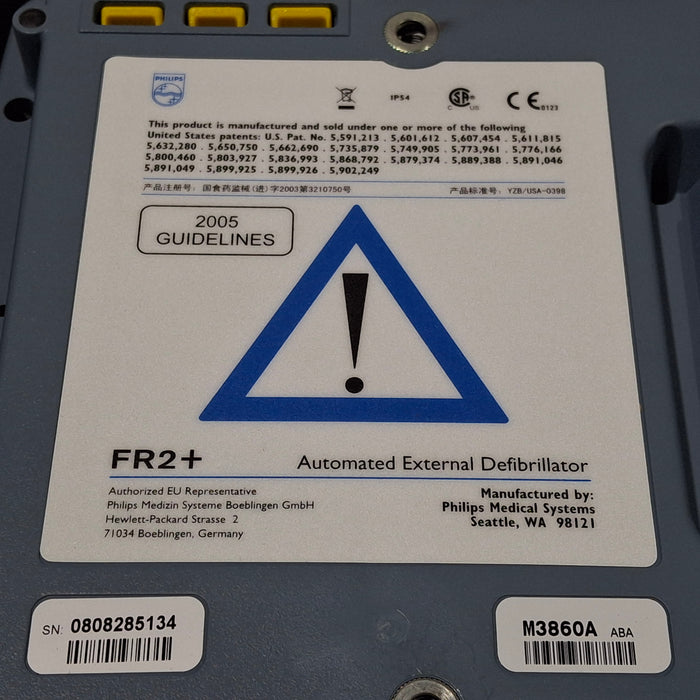 PHILIPS
IP54
SA
C US
CE 0123
This product is manufactured and sold under one or more of the following
United States patents: U.S. Pat. No. 5,591,213 . 5,601,612 . 5,607,454 . 5,611,815
5,632,280 . 5,650,750 . 5,662,690 . 5,735,879 . 5,749,905 . 5,773,961 . 5,776,166
5,800,460 . 5,803,927 . 5,836,993 . 5,868,792 . 5,879,374 . 5,889,388 . 5,891,046
5,891,049 . 5,899,925 . 5,899,926 . 5,902,249
产品注册号: 国食药监械(进)字2003第3210750号 产品标准号: YZB/USA-0398
2005
GUIDELINES
!
FR2+ Automated External Defibrillator
Authorized EU Representative
Philips Medizin Systeme Boeblingen GmbH
Hewlett-Packard Strasse 2
71034 Boeblingen, Germany
Manufactured by:
Philips Medical Systems
Seattle, WA 98121
SN: 0808285134
M3860A ABA